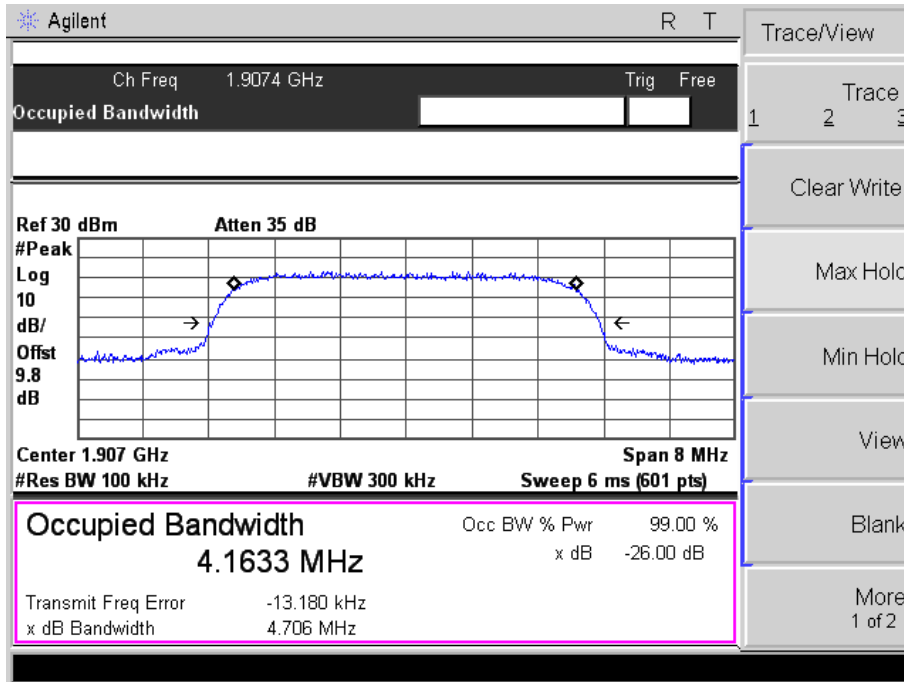 Agilent R T
Trace/View
Ch Freq 1.9074 GHz Trig Free
Occupied Bandwidth
Trace
1 2 3
Clear Write
Ref 30 dBm Atten 35 dB
#Peak
Log
10
dB/
Offst
9.8
dB
Max Hold
Min Hold
Center 1.907 GHz Span 8 MHz
#Res BW 100 kHz #VBW 300 kHz Sweep 6 ms (601 pts)
View
Occupied Bandwidth Occ BW % Pwr 99.00 %
4.1633 MHz x dB -26.00 dB
Blank
Transmit Freq Error -13.180 kHz
x dB Bandwidth 4.706 MHz
More
1 of 2